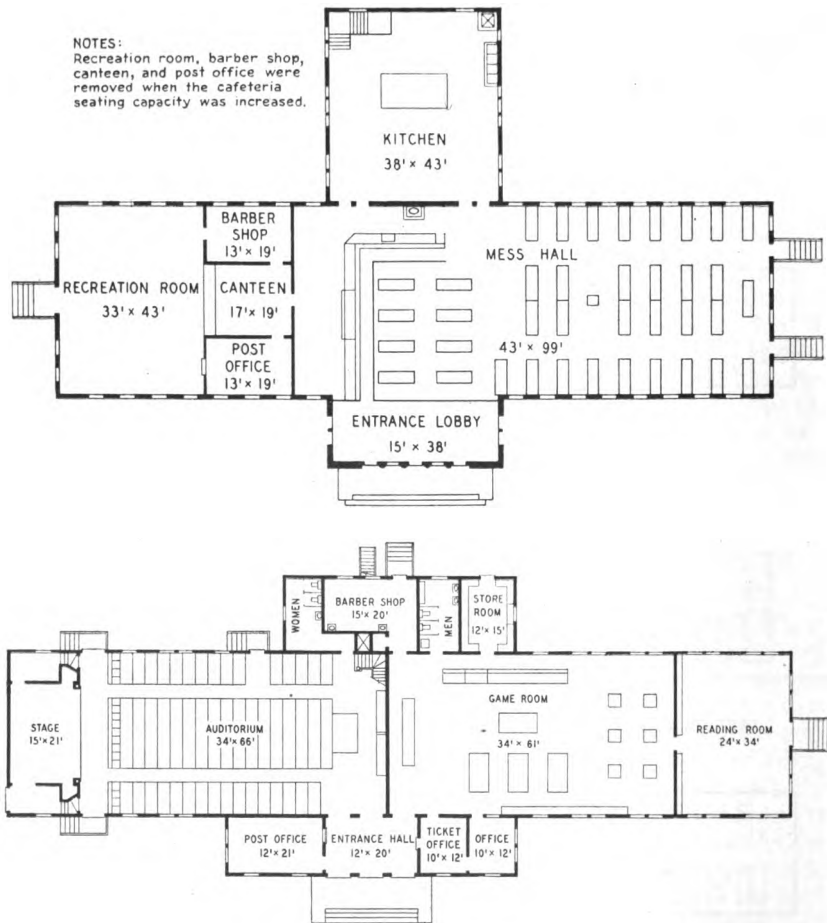 NOTES:
Recreation room, barber shop,
canteen, and post office were
removed when the cafeteria
seating capacity was increased.
KITCHEN
38' × 43'
BARBER
SHOP
13' × 19'
MESS HALL
RECREATION ROOM
33' × 43'
CANTEEN
17' × 19'
43' × 99'
POST
OFFICE
13' × 19'
ENTRANCE LOBBY
15' × 38'
WOMEN
BARBER SHOP
15' × 20'
MEN
STORE
ROOM
12' × 15'
STAGE
15' × 21'
AUDITORIUM
34' × 66'
GAME ROOM
34' × 61'
READING ROOM
24' × 34'
POST OFFICE
12' × 21'
ENTRANCE HALL
12' × 20'
TICKET
OFFICE
10' × 12'
OFFICE
10' × 12'